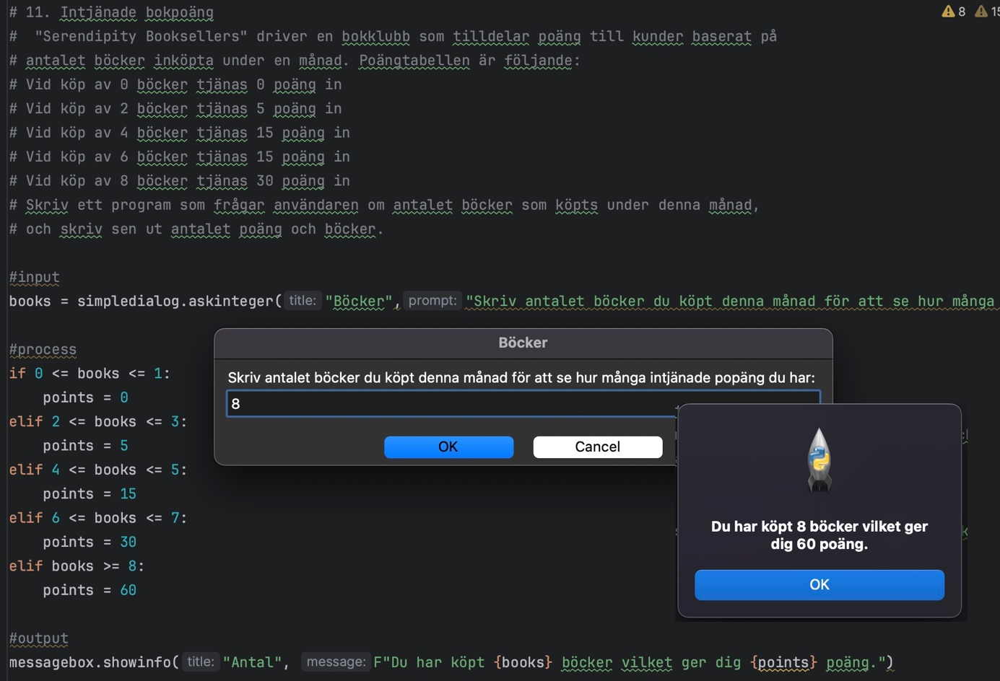 # 11. Intjänade bokpoäng
8 15
#  "Serendipity Booksellers" driver en bokklubb som tilldelar poäng till kunder baserat på
# antalet böcker inköpta under en månad. Poängtabellen är följande:
# Vid köp av 0 böcker tjänas 0 poäng in
# Vid köp av 2 böcker tjänas 5 poäng in
# Vid köp av 4 böcker tjänas 15 poäng in
# Vid köp av 6 böcker tjänas 15 poäng in
# Vid köp av 8 böcker tjänas 30 poäng in
# Skriv ett program som frågar användaren om antalet böcker som köpts under denna månad,
# och skriv sen ut antalet poäng och böcker.
#input
books = simpledialog.askinteger( title: "Böcker", prompt: "Skriv antalet böcker du köpt denna månad för att se hur många
#process
if 0 <= books <= 1:
    points = 0
elif 2 <= books <= 3:
    points = 5
elif 4 <= books <= 5:
    points = 15
elif 6 <= books <= 7:
    points = 30
elif books >= 8:
    points = 60
#output
messagebox.showinfo( title: "Antal", message: F"Du har köpt {books} böcker vilket ger dig {points} poäng.")
Böcker
Skriv antalet böcker du köpt denna månad för att se hur många intjänade popäng du har:
8
OK
Cancel
Du har köpt 8 böcker vilket ger
dig 60 poäng.
OK